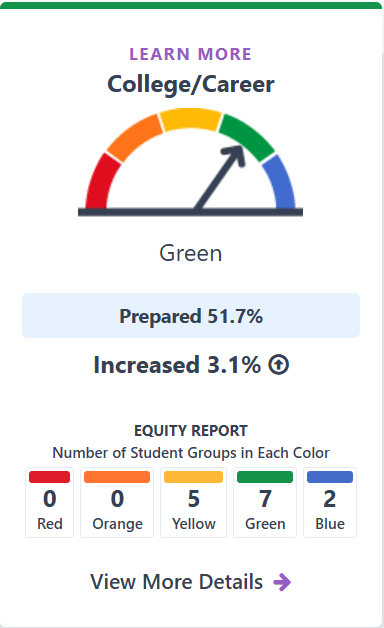 LEARN MORE
College/Career
Green
Prepared 51.7%
Increased 3.1%
EQUITY REPORT
Number of Student Groups in Each Color
0 0 5 7 2
Red Orange Yellow Green Blue
View More Details